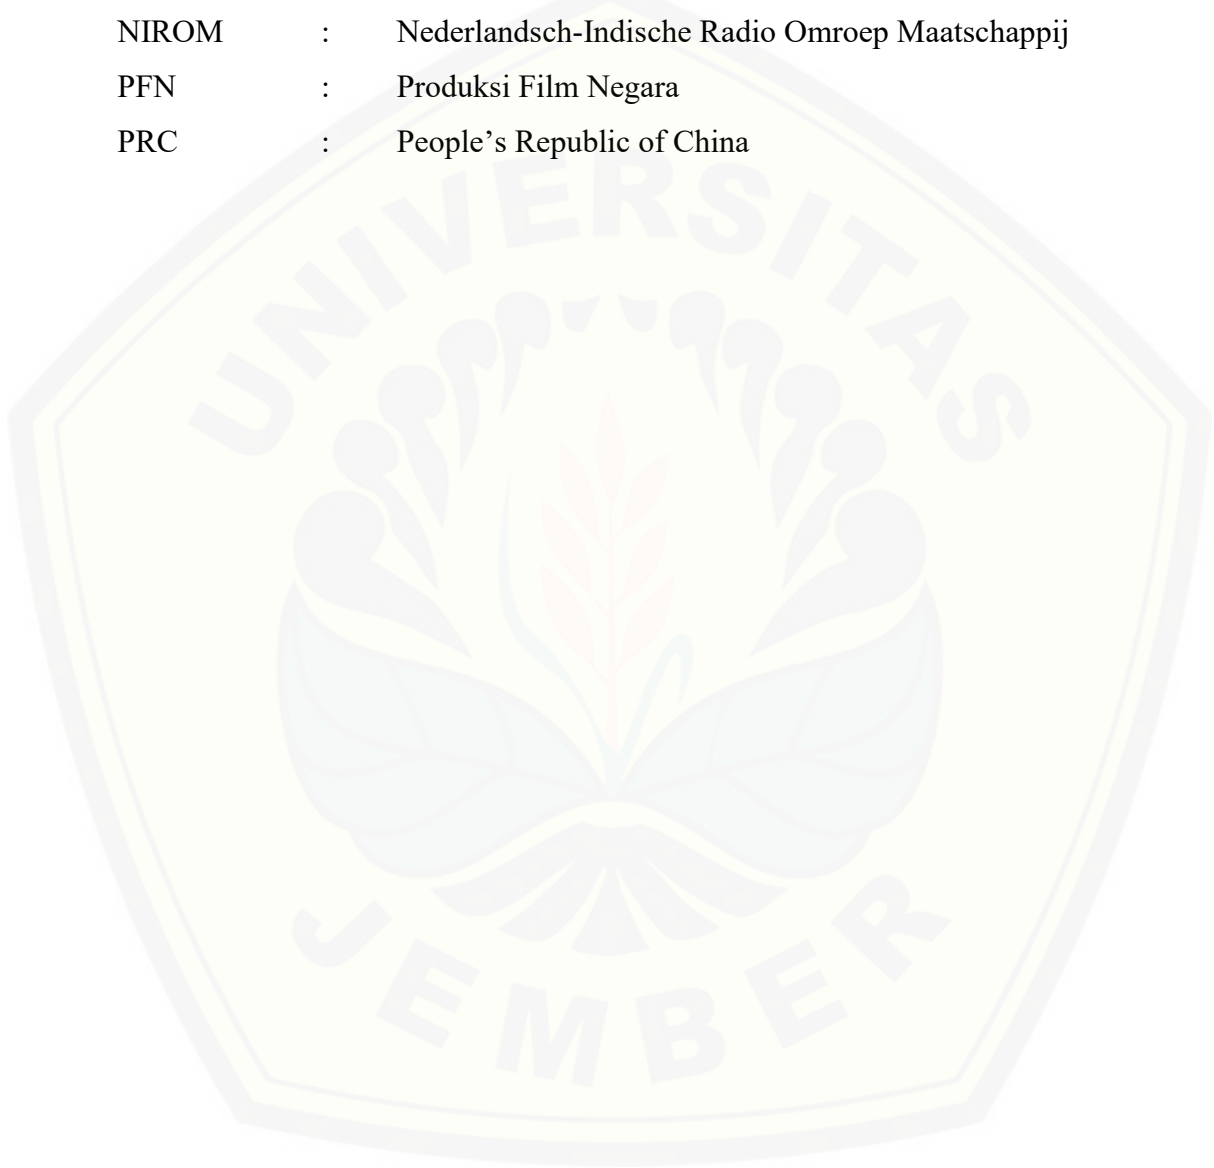 NIROM : Nederlandsch-Indische Radio Omroep Maatschappij
PFN : Produksi Film Negara
PRC : People’s Republic of China
UNIVERSITAS
JEMBER